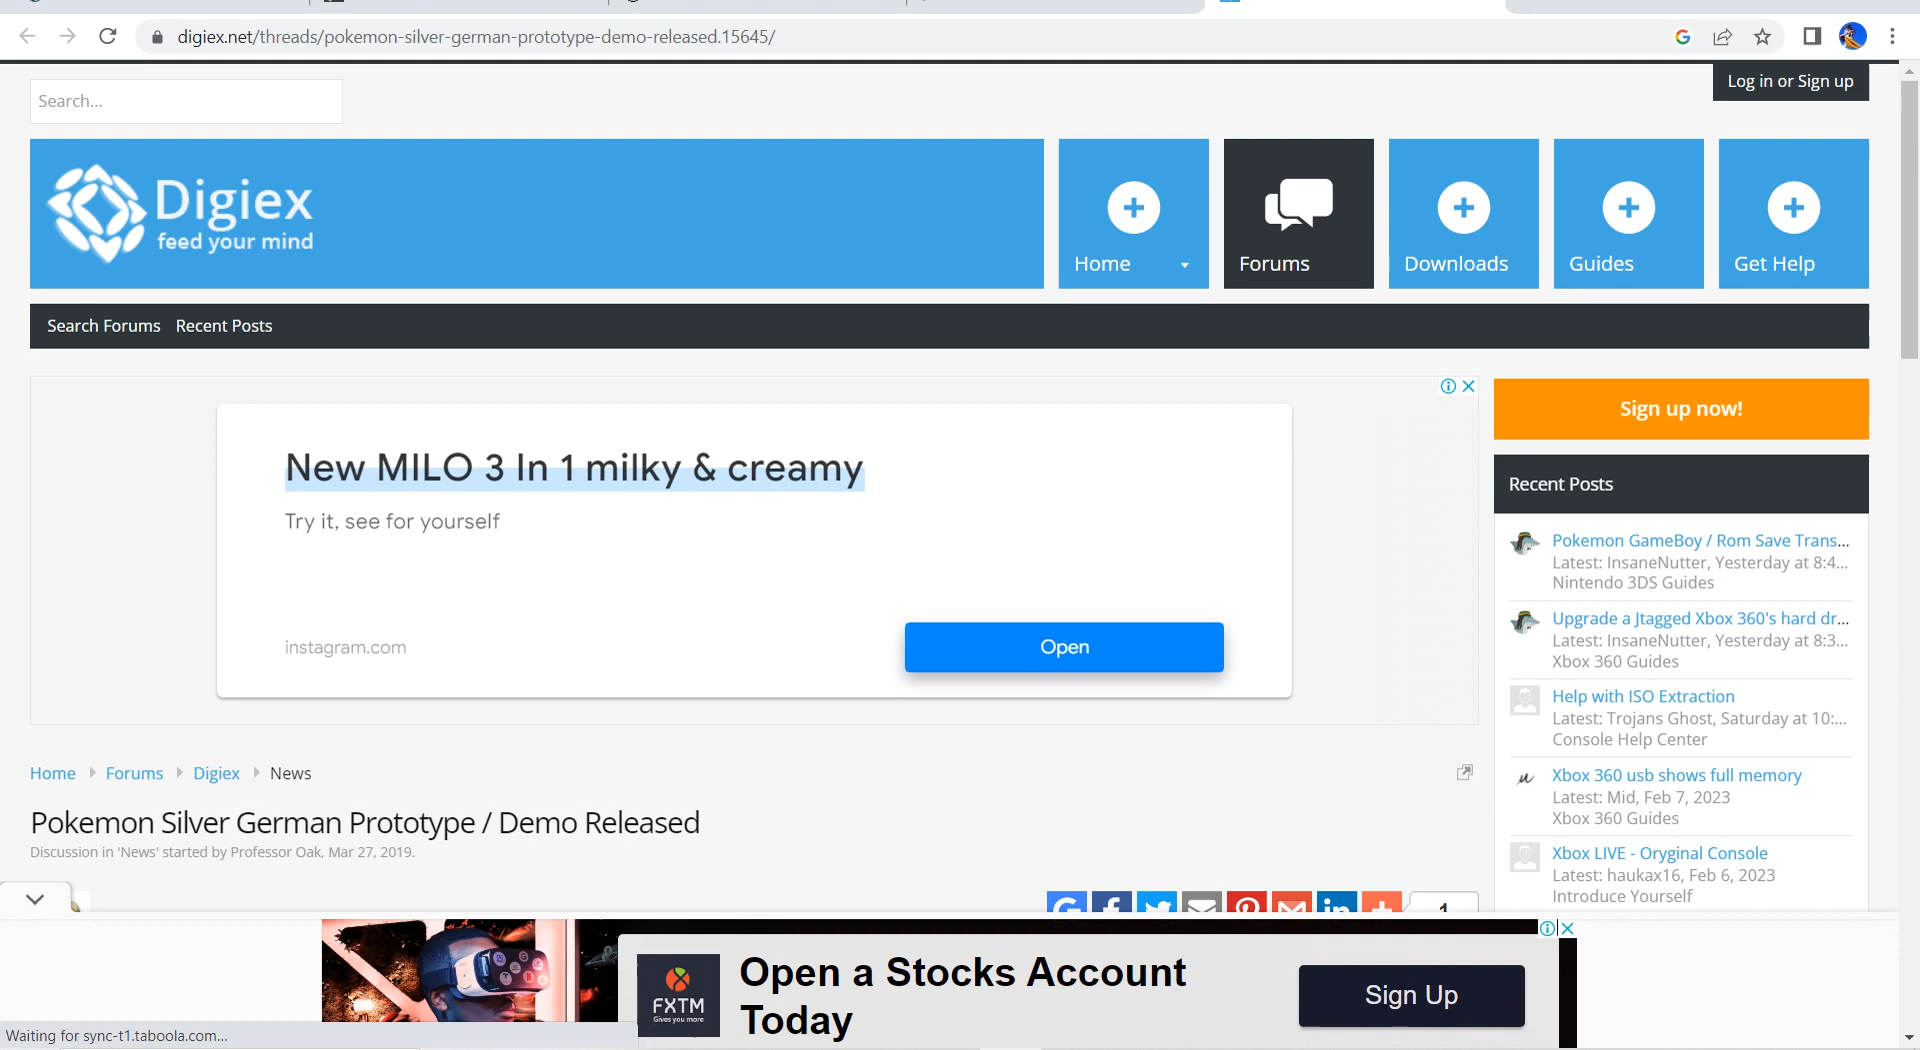 digiex.net/threads/pokemon-silver-german-prototype-demo-released.15645/
Log in or Sign up
Search...
Digiex
feed your mind
Home
Forums
Downloads
Guides
Get Help
Search Forums Recent Posts
New MILO 3 In 1 milky & creamy
Try it, see for yourself
instagram.com
Open
Sign up now!
Recent Posts
Pokemon GameBoy / Rom Save Trans...
Latest: InsaneNutter, Yesterday at 8:4...
Nintendo 3DS Guides
Upgrade a Jtagged Xbox 360's hard dr...
Latest: InsaneNutter, Yesterday at 8:3...
Xbox 360 Guides
Help with ISO Extraction
Latest: Trojans Ghost, Saturday at 10:...
Console Help Center
Xbox 360 usb shows full memory
Latest: Mid, Feb 7, 2023
Xbox 360 Guides
Xbox LIVE - Oryginal Console
Latest: haukax16, Feb 6, 2023
Introduce Yourself
Home Forums Digiex News
Pokemon Silver German Prototype / Demo Released
Discussion in 'News' started by Professor Oak, Mar 27, 2019.
1
FXTM
Gives you more
Open a Stocks Account
Today
Sign Up
Waiting for sync-t1.taboola.com...